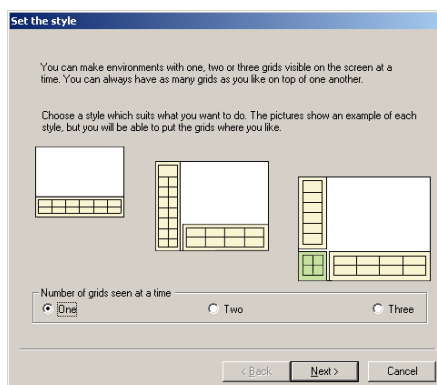 Set the style
You can make environments with one, two or three grids visible on the screen at a
time. You can always have as many grids as you like on top of one another.
Choose a style which suits what you want to do. The pictures show an example of each
style, but you will be able to put the grids where you like.
Number of grids seen at a time
One
Two
Three
< Back
Next >
Cancel